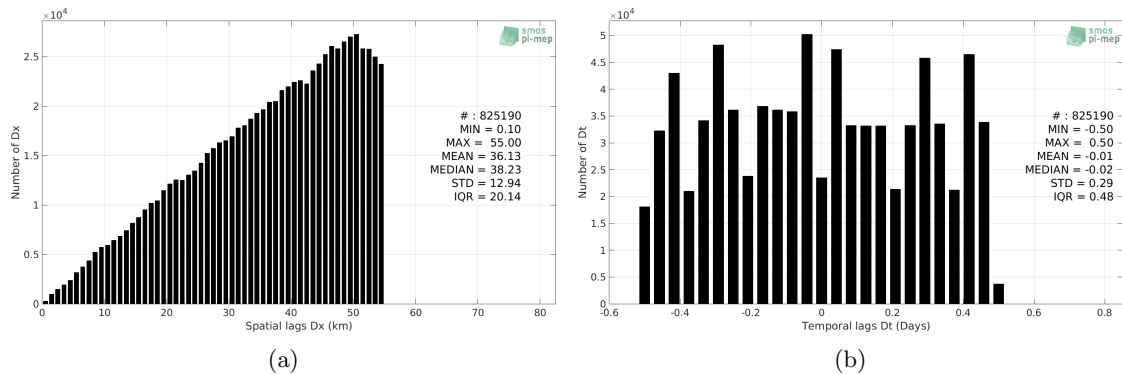 ×10⁴
2.5
2
1.5
1
0.5
0
Number of Dx
0 10 20 30 40 50 60 70 80
Spatial lags Dx (km)
smos
pi-mep
# : 825190
MIN = 0.10
MAX = 55.00
MEAN = 36.13
MEDIAN = 38.23
STD = 12.94
IQR = 20.14
(a)
×10⁴
5
4.5
4
3.5
3
2.5
2
1.5
1
0.5
0
Number of Dt
-0.6 -0.4 -0.2 0 0.2 0.4 0.6 0.8
Temporal lags Dt (Days)
smos
pi-mep
# : 825190
MIN = -0.50
MAX = 0.50
MEAN = -0.01
MEDIAN = -0.02
STD = 0.29
IQR = 0.48
(b)